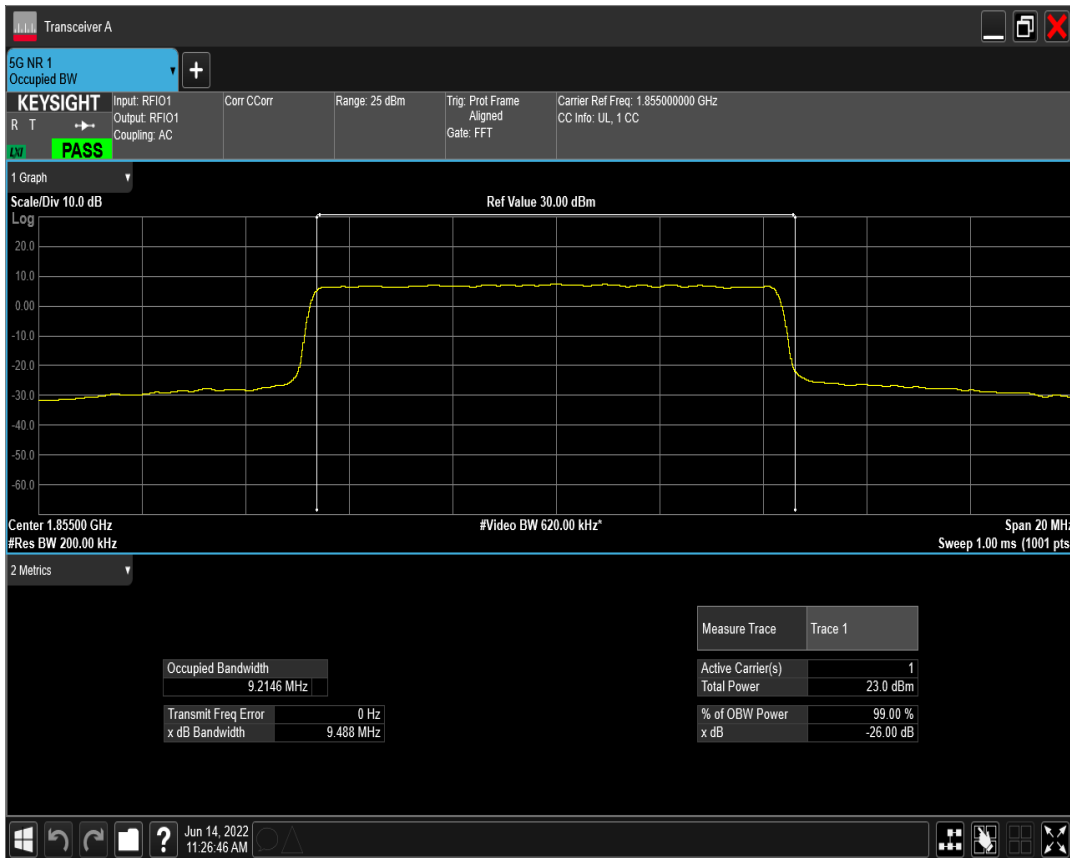 Transceiver A
5G NR 1
Occupied BW
KEYSIGHT
R T
LXI
PASS
Input: RFIO1
Output: RFIO1
Coupling: AC
Corr CCorr
Range: 25 dBm
Trig: Prot Frame
Aligned
Gate: FFT
Carrier Ref Freq: 1.855000000 GHz
CC Info: UL, 1 CC
1 Graph
Scale/Div 10.0 dB
Ref Value 30.00 dBm
Log
20.0
10.0
0.00
-10.0
-20.0
-30.0
-40.0
-50.0
-60.0
Center 1.85500 GHz
#Video BW 620.00 kHz*
Span 20 MHz
#Res BW 200.00 kHz
Sweep 1.00 ms (1001 pts
2 Metrics
Measure Trace Trace 1
Occupied Bandwidth
9.2146 MHz
Active Carrier(s) 1
Total Power 23.0 dBm
Transmit Freq Error 0 Hz
x dB Bandwidth 9.488 MHz
% of OBW Power 99.00 %
x dB -26.00 dB
?
Jun 14, 2022
11:26:46 AM